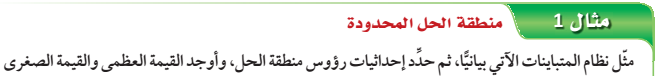 مثال 1 منطقة الحل المحدودة
مثّل نظام المتباينات الآتي بيانيًّا، ثم حدِّد إحداثيات رؤوس منطقة الحل، وأوجد القيمة العظمى والقيمة الصغرى